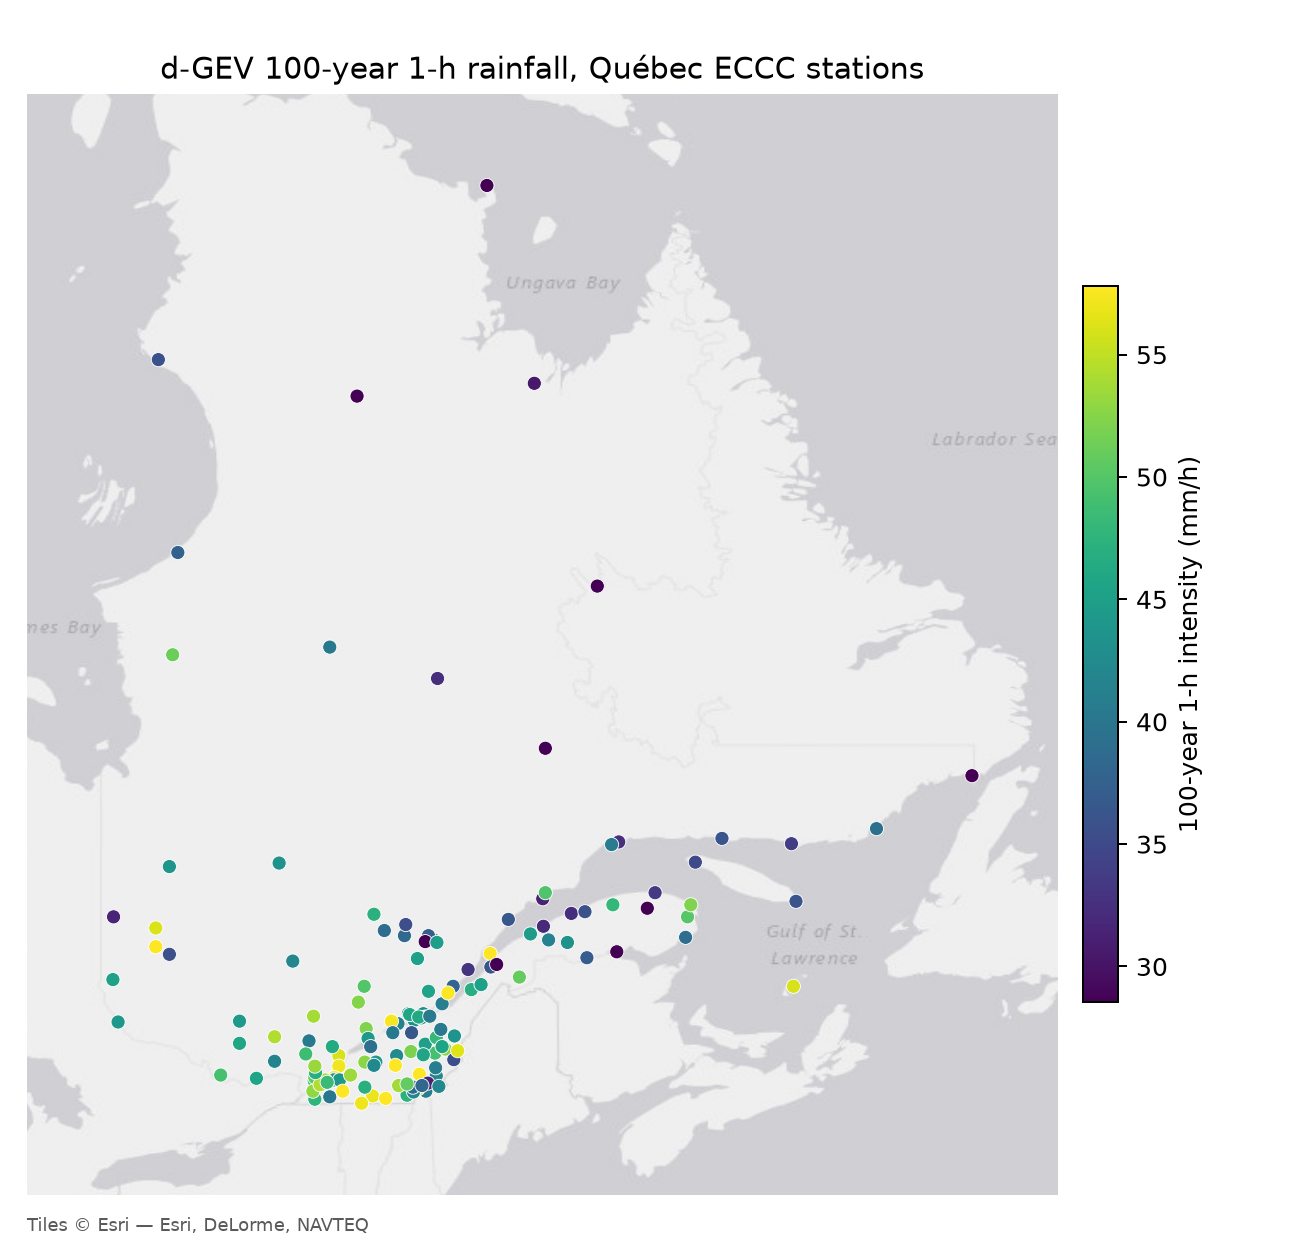 d-GEV 100-year 1-h rainfall, Québec ECCC stations
Ungava Bay
Labrador Sea
mes Bay
Gulf of St.
Lawrence
55
50
45
40
35
30
100-year 1-h intensity (mm/h)
Tiles © Esri — Esri, DeLorme, NAVTEQ